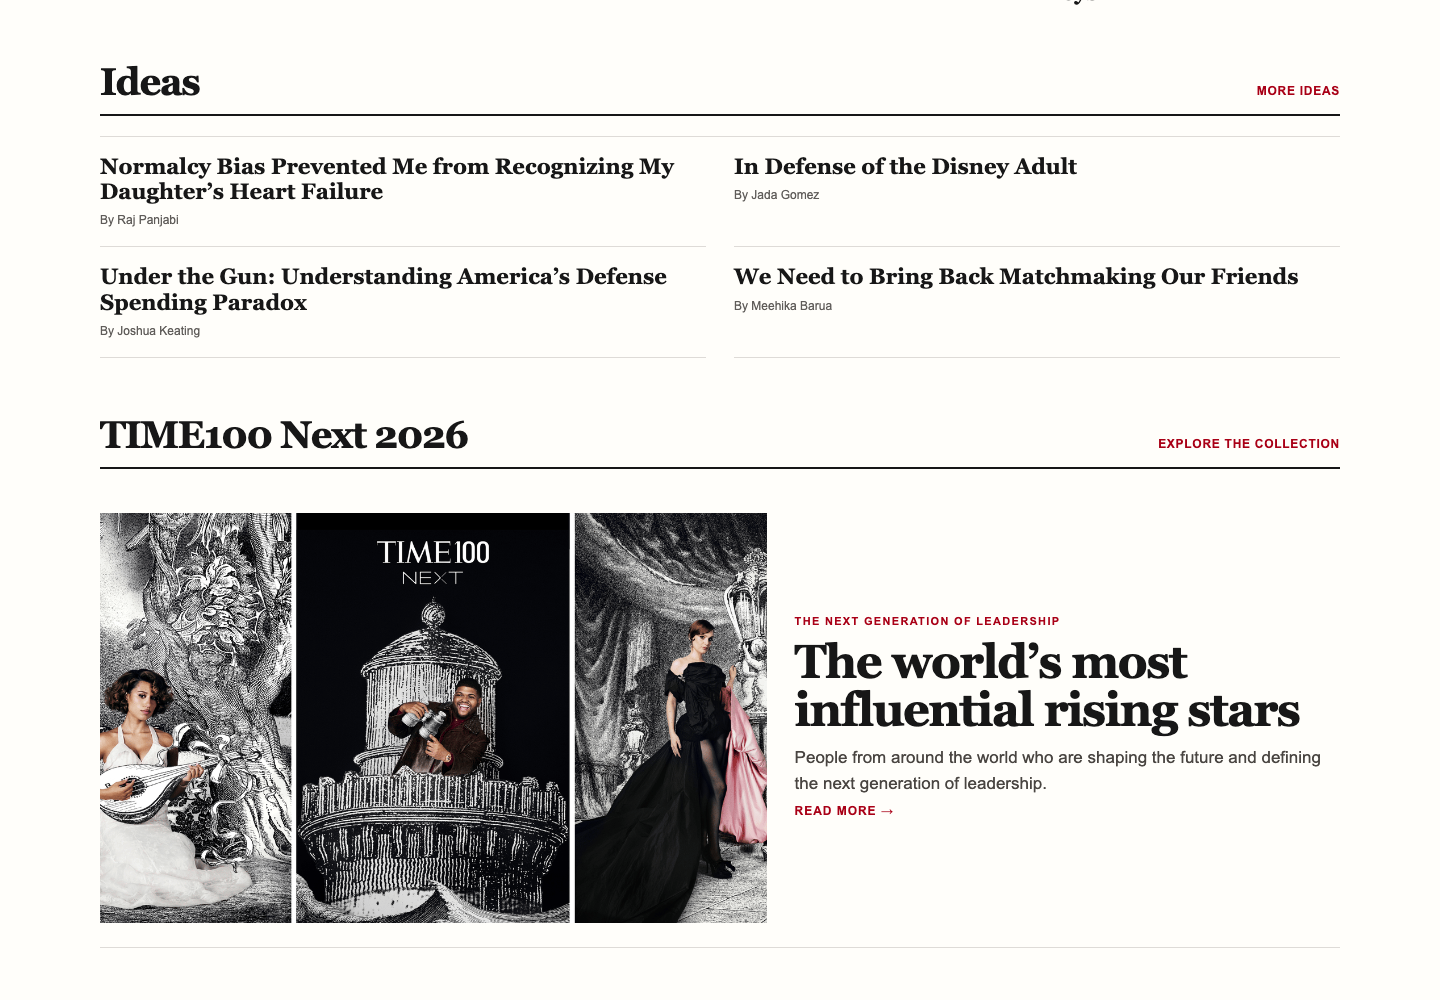 Ideas
MORE IDEAS
Normalcy Bias Prevented Me from Recognizing My
Daughter’s Heart Failure
By Raj Panjabi
In Defense of the Disney Adult
By Jada Gomez
Under the Gun: Understanding America’s Defense
Spending Paradox
By Joshua Keating
We Need to Bring Back Matchmaking Our Friends
By Meehika Barua
TIME100 Next 2026
EXPLORE THE COLLECTION
TIME100
NEXT
THE NEXT GENERATION OF LEADERSHIP
The world’s most
influential rising stars
People from around the world who are shaping the future and defining
the next generation of leadership.
READ MORE →